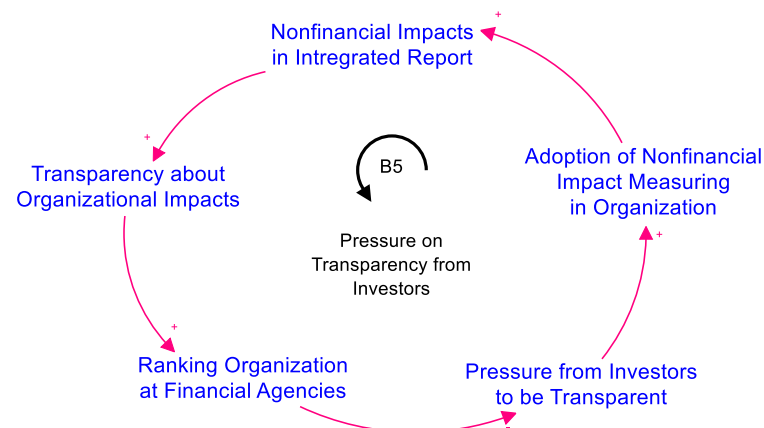 Nonfinancial Impacts
in Intregrated Report
Transparency about
Organizational Impacts
Ranking Organization
at Financial Agencies
Pressure from Investors
to be Transparent
Adoption of Nonfinancial
Impact Measuring
in Organization
B5
Pressure on
Transparency from
Investors
+
+
+
+